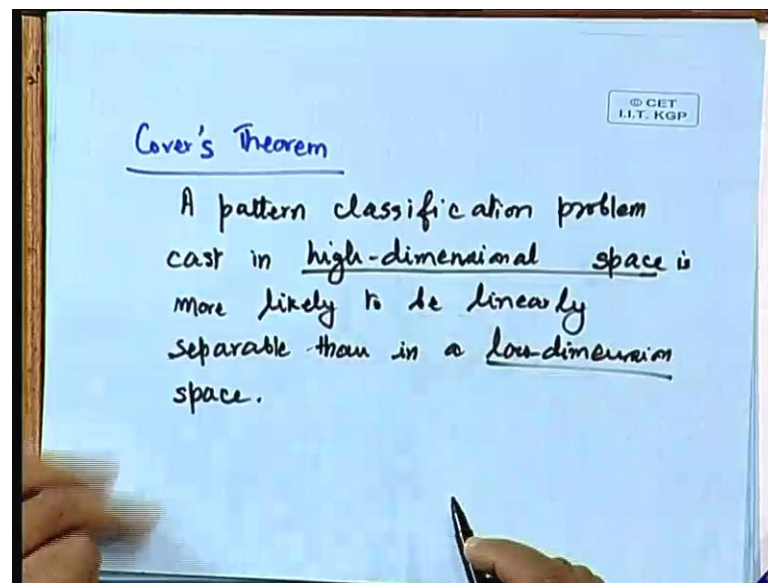 © CET
I.I.T. KGP
Cover's Theorem
A pattern classification problem
cast in high-dimensional space is
more likely to be linearly
separable than in a low-dimension
space.